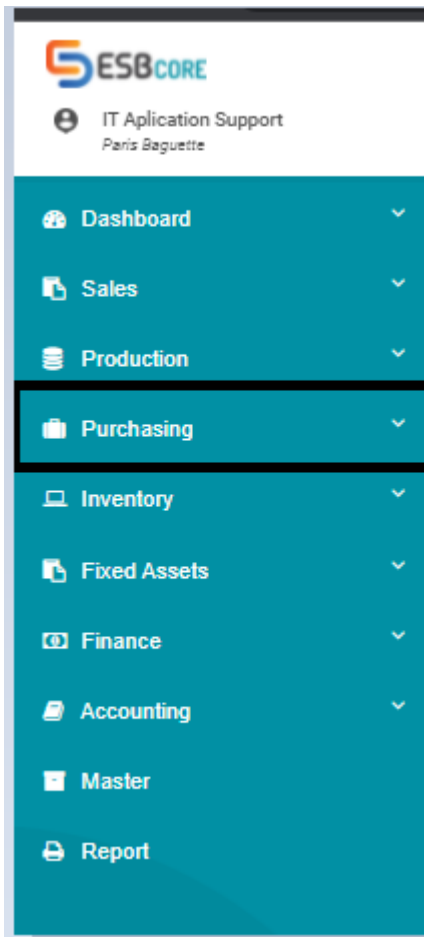 ESBCORE
IT Aplication Support
Paris Baguette
Dashboard
Sales
Production
Purchasing
Inventory
Fixed Assets
Finance
Accounting
Master
Report